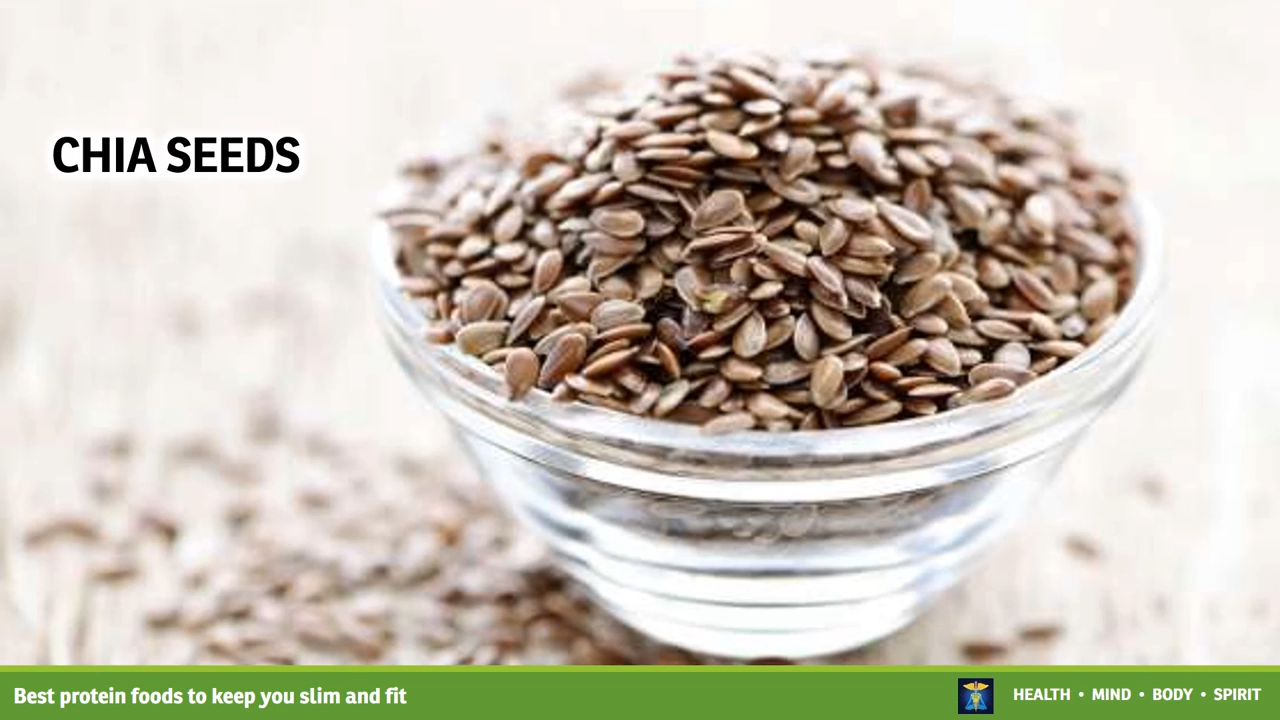 CHIA SEEDS
Best protein foods to keep you slim and fit
HEALTH • MIND • BODY • SPIRIT